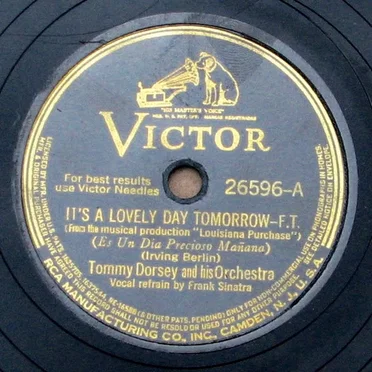 "HIS MASTER'S VOICE"
VICTOR
For best results
use Victor Needles
26596-A
IT'S A LOVELY DAY TOMORROW-F.T.
(From the musical production "Louisiana Purchase")
(Es Un Dia Precioso Mañana)
(Irving Berlin)
Tommy Dorsey and his Orchestra
Vocal refrain by Frank Sinatra
RCA MANUFACTURING CO. INC. CAMDEN, N. J., U. S. A.